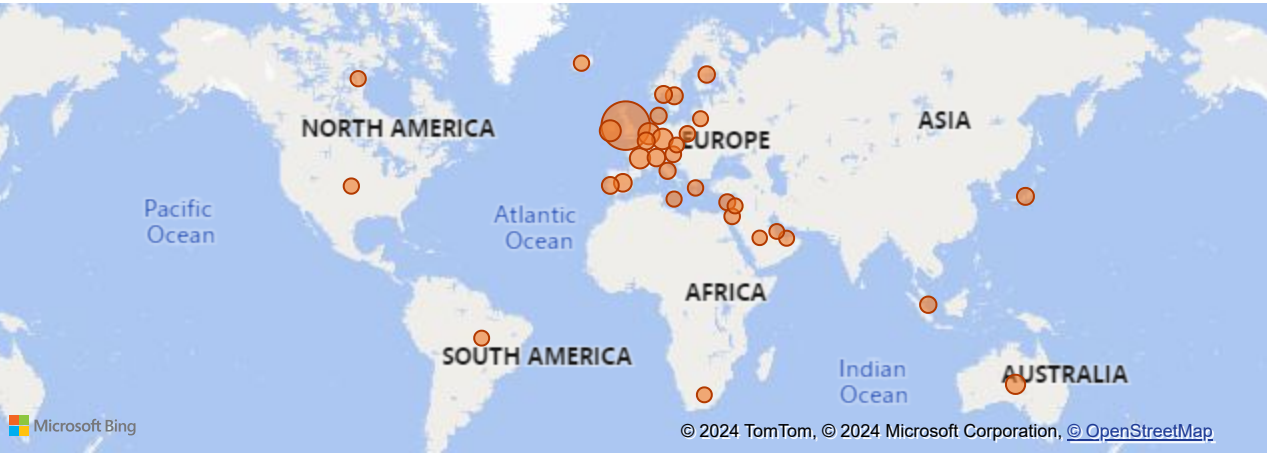 NORTH AMERICA
ASIA
EUROPE
Pacific
Ocean
Atlantic
Ocean
AFRICA
SOUTH AMERICA
Indian
Ocean
AUSTRALIA
Microsoft Bing
© 2024 TomTom, © 2024 Microsoft Corporation, © OpenStreetMap